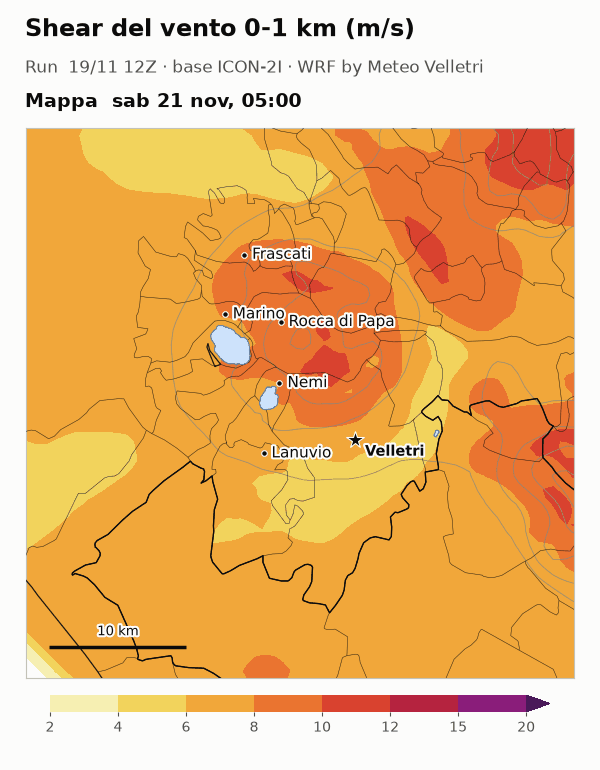 Shear del vento 0-1 km (m/s)
Run  19/11 12Z · base ICON-2I · WRF by Meteo Velletri
Mappa  sab 21 nov, 05:00
Frascati
Marino
Rocca di Papa
Nemi
Velletri
Lanuvio
10 km
2 4 6 8 10 12 15 20